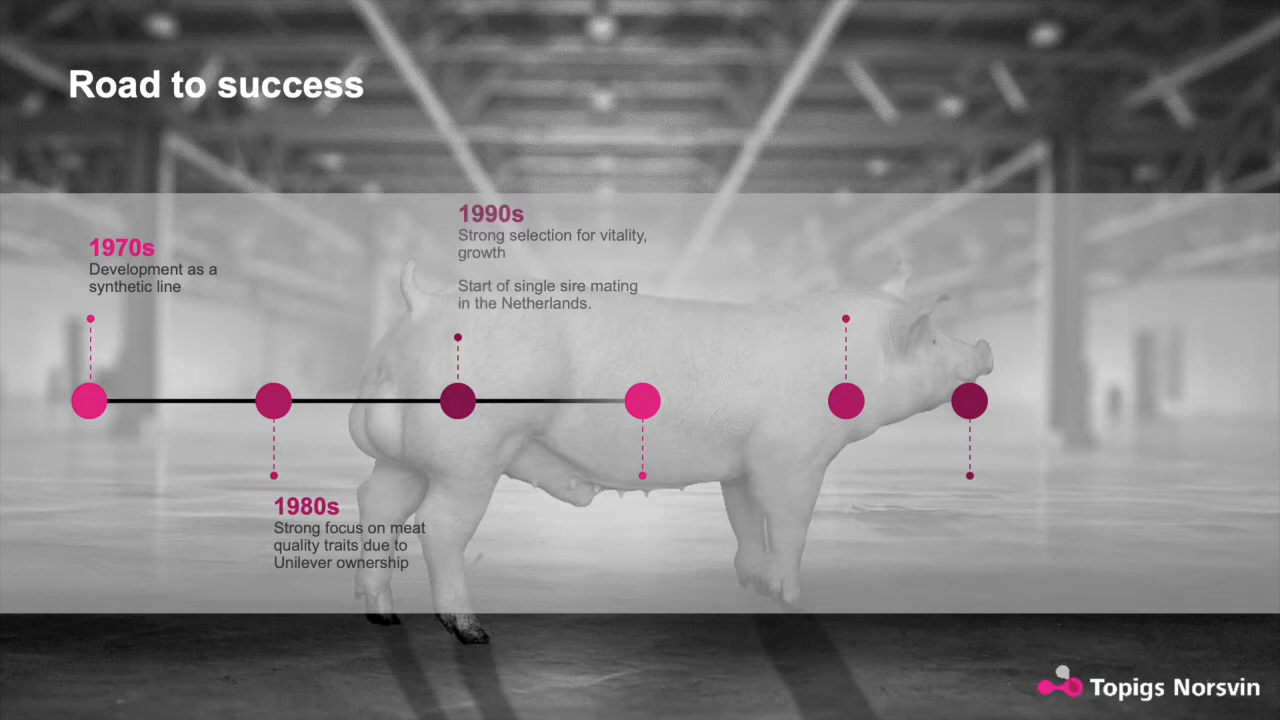 Road to success
1970s
Development as a
synthetic line
1980s
Strong focus on meat
quality traits due to
Unilever ownership
1990s
Strong selection for vitality,
growth
Start of single sire mating
in the Netherlands.
Topigs Norsvin